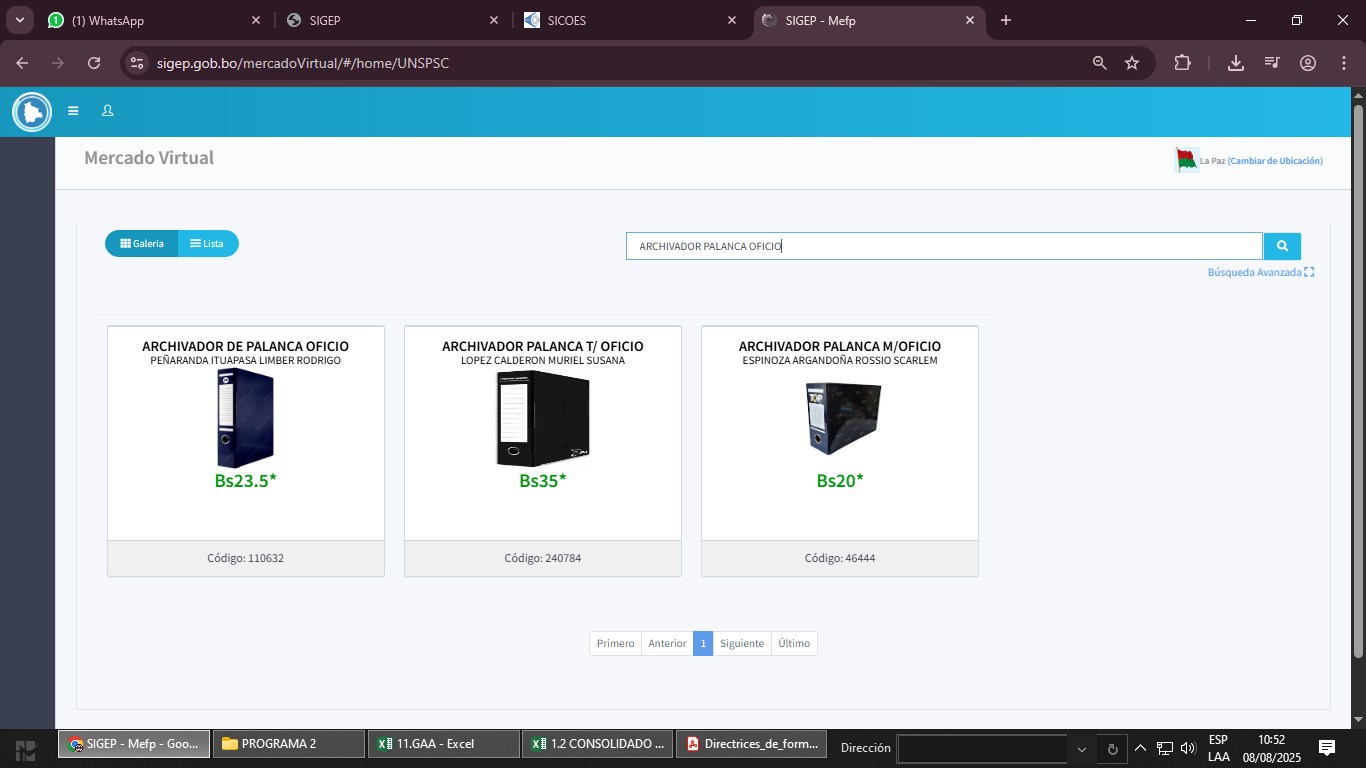 (1) WhatsApp
SIGEP
SICOES
SIGEP - Mefp
sigep.gob.bo/mercadoVirtual/#/home/UNSPSC
Mercado Virtual
La Paz (Cambiar de Ubicación)
Galeria
Lista
ARCHIVADOR PALANCA OFICIO
Búsqueda Avanzada
ARCHIVADOR DE PALANCA OFICIO
PEÑARANDA ITUAPASA LIMBER RODRIGO
Bs23.5*
Código: 110632
ARCHIVADOR PALANCA T/ OFICIO
LOPEZ CALDERON MURIEL SUSANA
Bs35*
Código: 240784
ARCHIVADOR PALANCA M/OFICIO
ESPINOZA ARGANDOÑA ROSSIO SCARLEM
TOP
Bs20*
Código: 46444
Primero Anterior 1 Siguiente Último
SIGEP - Mefp - Goo...
PROGRAMA 2
11.GAA - Excel
1.2 CONSOLIDADO ...
Directrices_de_form...
Dirección
ESP
LAA
10:52
08/08/2025